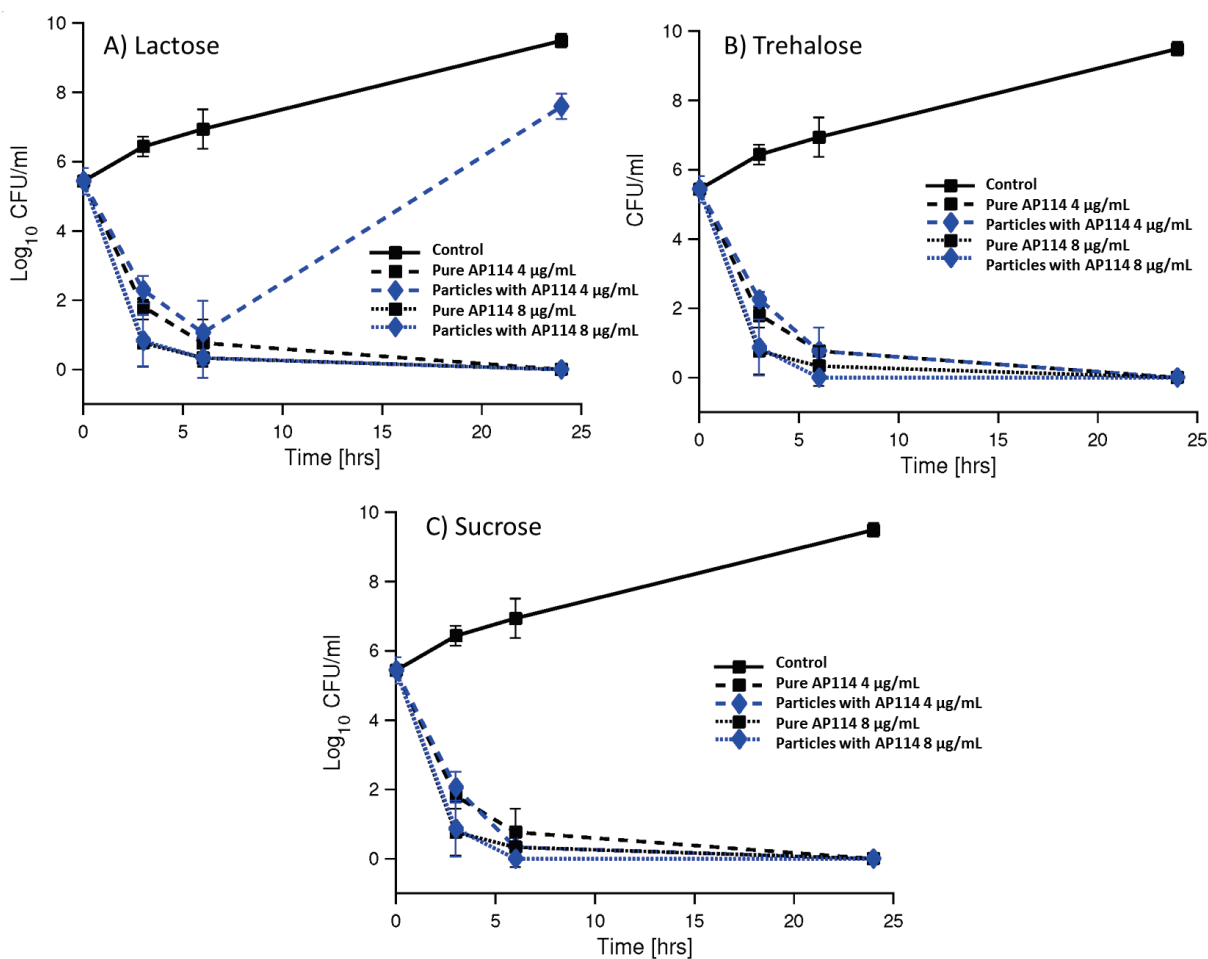 A) Lactose
10
8
6
4
2
0
Log10 CFU/ml
Control
Pure AP114 4 µg/mL
Particles with AP114 4 µg/mL
Pure AP114 8 µg/mL
Particles with AP114 8 µg/mL
0 5 10 15 20 25
Time [hrs]
B) Trehalose
10
8
6
4
2
0
CFU/ml
Control
Pure AP114 4 µg/mL
Particles with AP114 4 µg/mL
Pure AP114 8 µg/mL
Particles with AP114 8 µg/mL
0 5 10 15 20 25
Time [hrs]
C) Sucrose
10
8
6
4
2
0
Log10 CFU/ml
Control
Pure AP114 4 µg/mL
Particles with AP114 4 µg/mL
Pure AP114 8 µg/mL
Particles with AP114 8 µg/mL
0 5 10 15 20 25
Time [hrs]